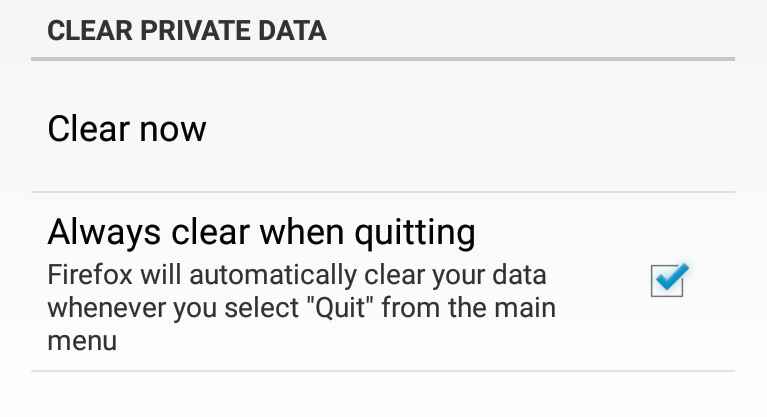 CLEAR PRIVATE DATA
Clear now
Always clear when quitting
Firefox will automatically clear your data
whenever you select "Quit" from the main
menu